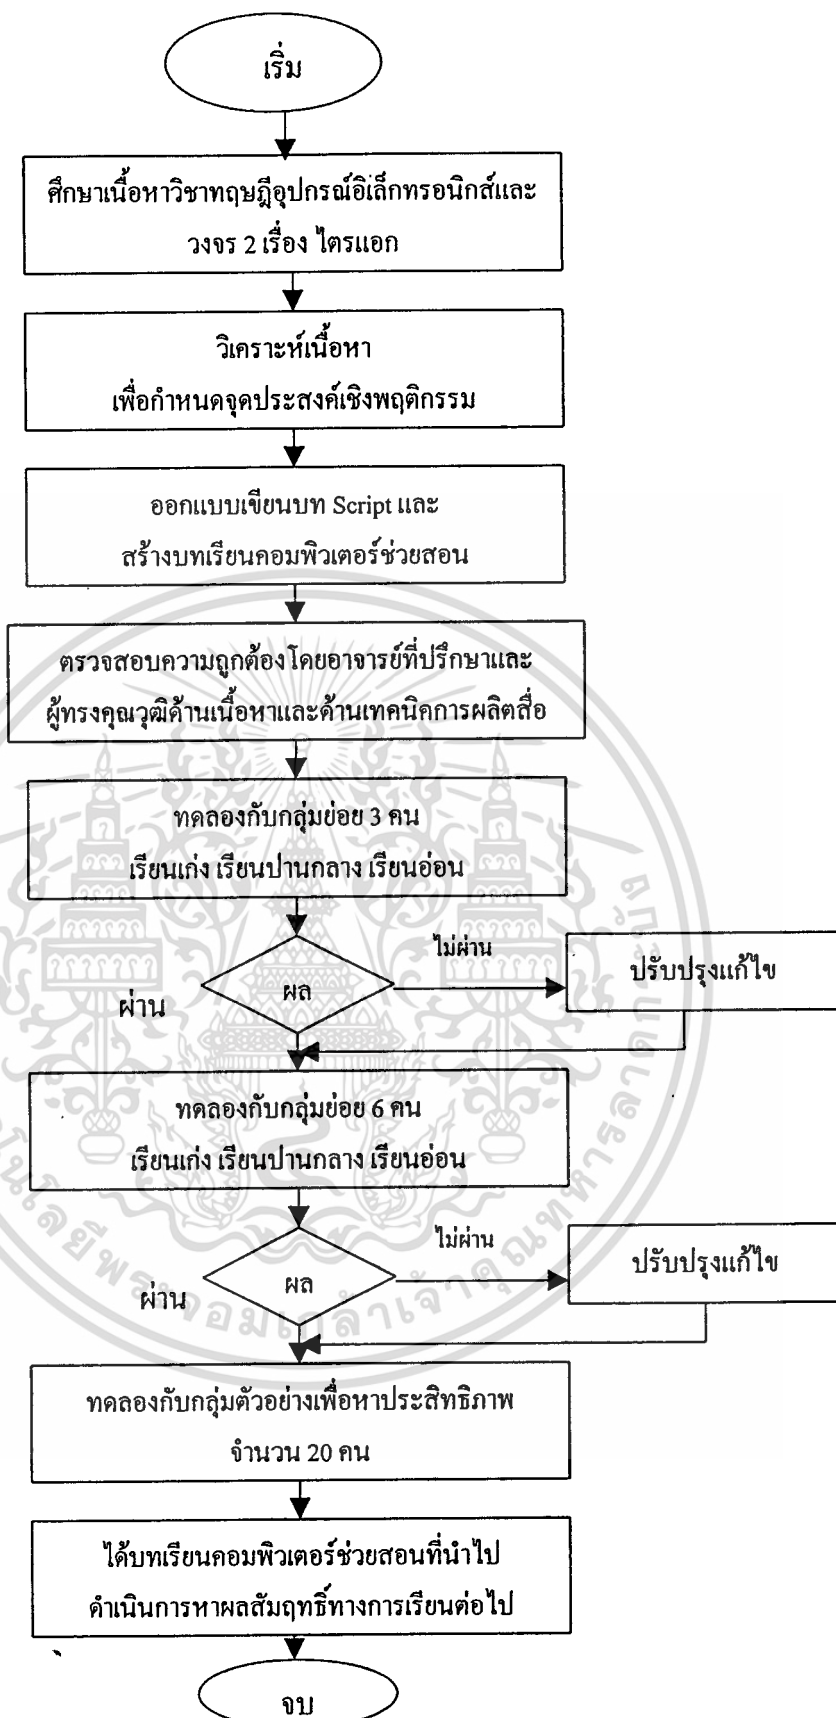 เริ่ม
ศึกษาเนื้อหาวิชาทฤษฎีอุปกรณ์อิเล็กทรอนิกส์และ
วงจร 2 เรื่อง ไตรแอก
วิเคราะห์เนื้อหา
เพื่อกำหนดจุดประสงค์เชิงพฤติกรรม
ออกแบบเขียนบท Script และ
สร้างบทเรียนคอมพิวเตอร์ช่วยสอน
ตรวจสอบความถูกต้องโดยอาจารย์ที่ปรึกษาและ
ผู้ทรงคุณวุฒิด้านเนื้อหาและด้านเทคนิคการผลิตสื่อ
ทดลองกับกลุ่มย่อย 3 คน
เรียนเก่ง เรียนปานกลาง เรียนอ่อน
ไม่ผ่าน
ปรับปรุงแก้ไข
ผล
ผ่าน
ทดลองกับกลุ่มย่อย 6 คน
เรียนเก่ง เรียนปานกลาง เรียนอ่อน
ไม่ผ่าน
ปรับปรุงแก้ไข
ผล
ผ่าน
ทดลองกับกลุ่มตัวอย่างเพื่อหาประสิทธิภาพ
จำนวน 20 คน
ได้บทเรียนคอมพิวเตอร์ช่วยสอนที่นำไป
ดำเนินการหาผลสัมฤทธิ์ทางการเรียนต่อไป
จบ